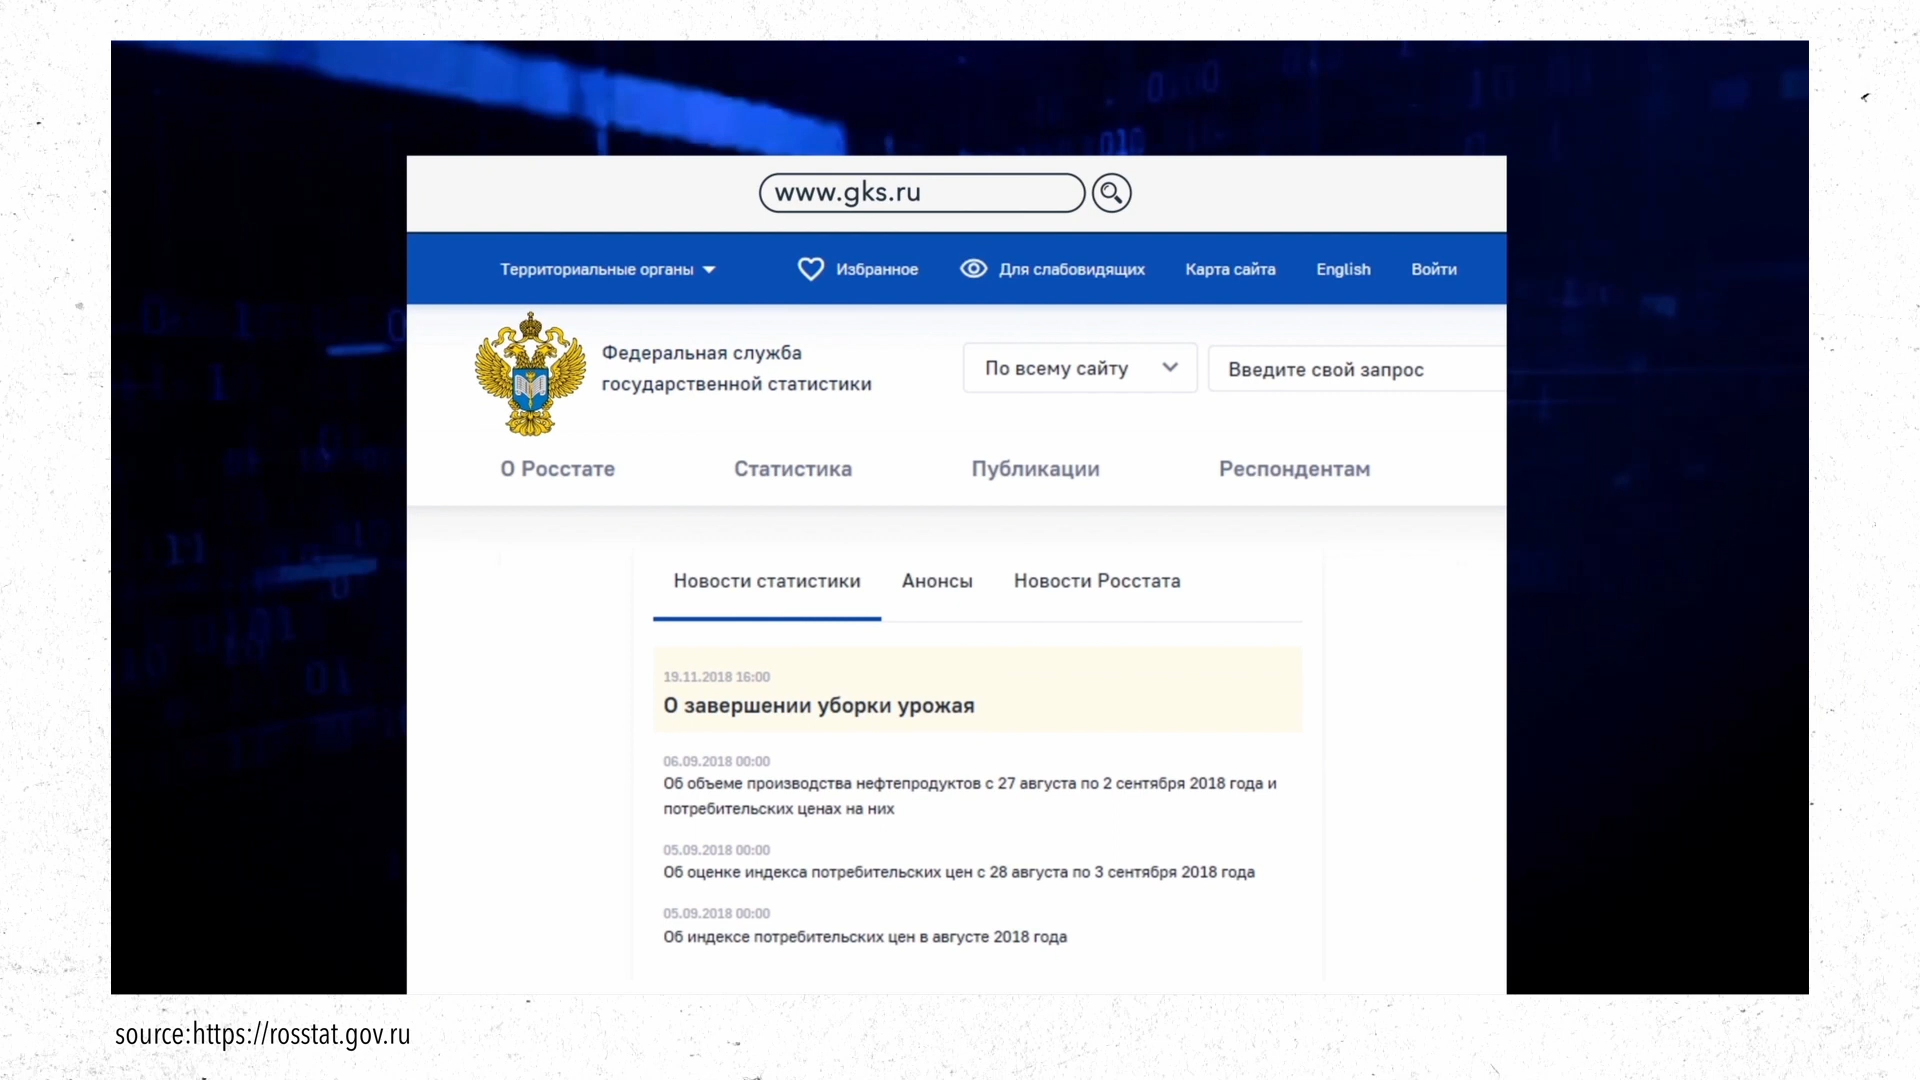 www.gks.ru
Территориальные органы
Избранное
Для слабовидящих
Карта сайта
English
Войти
Федеральная служба
государственной статистики
По всему сайту
Введите свой запрос
О Росстате
Статистика
Публикации
Респондентам
Новости статистики
Анонсы
Новости Росстата
19.11.2018 16:00
О завершении уборки урожая
06.09.2018 00:00
Об объеме производства нефтепродуктов с 27 августа по 2 сентября 2018 года и
потребительских ценах на них
05.09.2018 00:00
Об оценке индекса потребительских цен с 28 августа по 3 сентября 2018 года
05.09.2018 00:00
Об индексе потребительских цен в августе 2018 года
source:https://rosstat.gov.ru